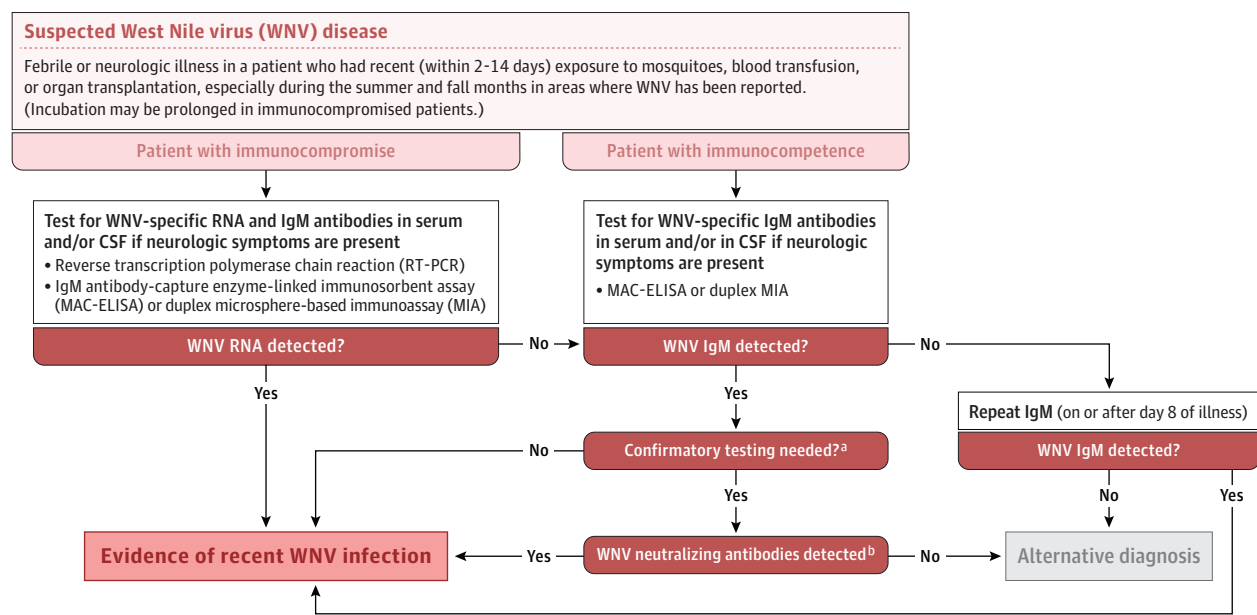 Suspected West Nile virus (WNV) disease
Febrile or neurologic illness in a patient who had recent (within 2-14 days) exposure to mosquitoes, blood transfusion,
or organ transplantation, especially during the summer and fall months in areas where WNV has been reported.
(Incubation may be prolonged in immunocompromised patients.)
Patient with immunocompromise
Patient with immunocompetence
Test for WNV-specific RNA and IgM antibodies in serum
and/or CSF if neurologic symptoms are present
• Reverse transcription polymerase chain reaction (RT-PCR)
• IgM antibody-capture enzyme-linked immunosorbent assay
(MAC-ELISA) or duplex microsphere-based immunoassay (MIA)
Test for WNV-specific IgM antibodies
in serum and/or in CSF if neurologic
symptoms are present
• MAC-ELISA or duplex MIA
WNV RNA detected?
No
WNV IgM detected?
No
Yes
Yes
Repeat IgM (on or after day 8 of illness)
WNV IgM detected?
No
Confirmatory testing needed?a
Yes
No
Yes
Evidence of recent WNV infection
Yes
WNV neutralizing antibodies detectedb
No
Alternative diagnosis